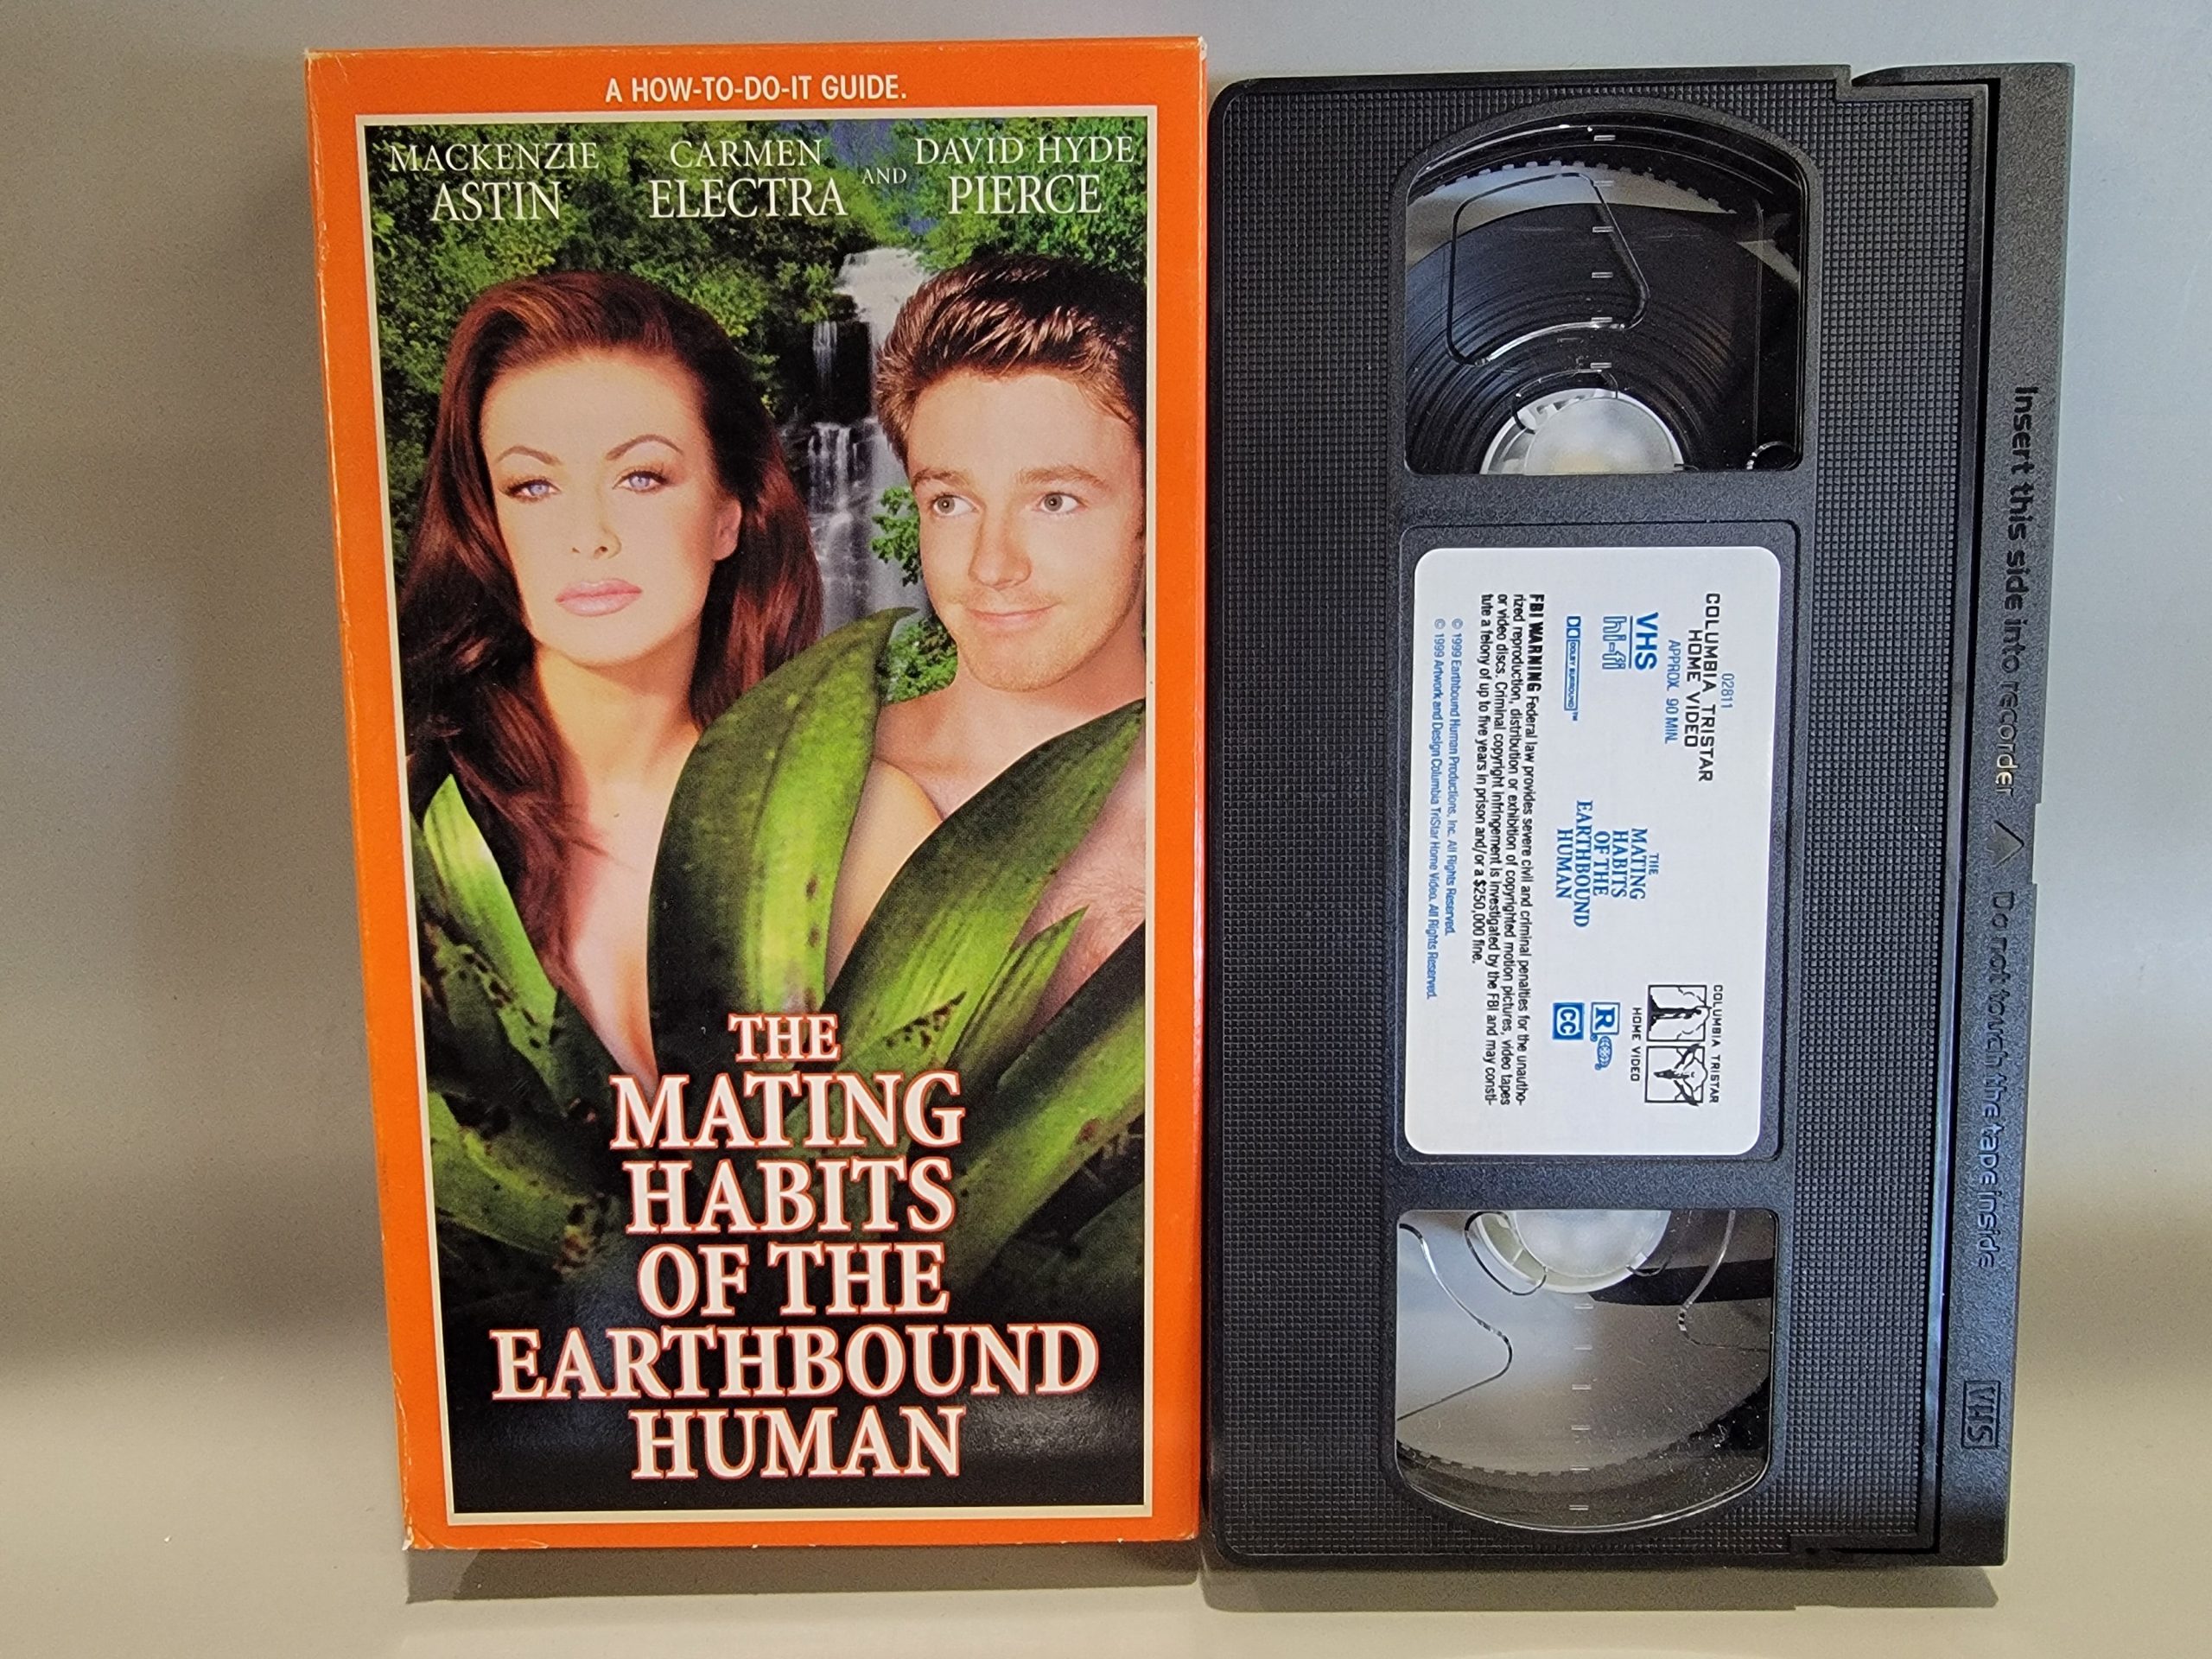 A HOW-TO-DO-IT GUIDE.
MACKENZIE
ASTIN
CARMEN
ELECTRA
AND
DAVID HYDE
PIERCE
THE
MATING
HABITS
OF THE
EARTHBOUND
HUMAN
02811
COLUMBIA TRISTAR
HOME VIDEO
APPROX. 90 MIN.
VHS
hi-fi
DOLBY SURROUND™
THE
MATING
HABITS
OF THE
EARTHBOUND
HUMAN
COLUMBIA TRISTAR
HOME VIDEO
R
CC
FBI WARNING Federal law provides severe civil and criminal penalties for the unautho-
rized reproduction, distribution or exhibition of copyrighted motion pictures, video tapes
or video discs. Criminal copyright infringement is investigated by the FBI and may consti-
tute a felony of up to five years in prison and/or a $250,000 fine.
© 1999 Earthbound Human Productions, Inc. All Rights Reserved.
© 1999 Artwork and Design Columbia TriStar Home Video. All Rights Reserved.
Insert this side into recorder △ Do not touch the tape inside
VHS